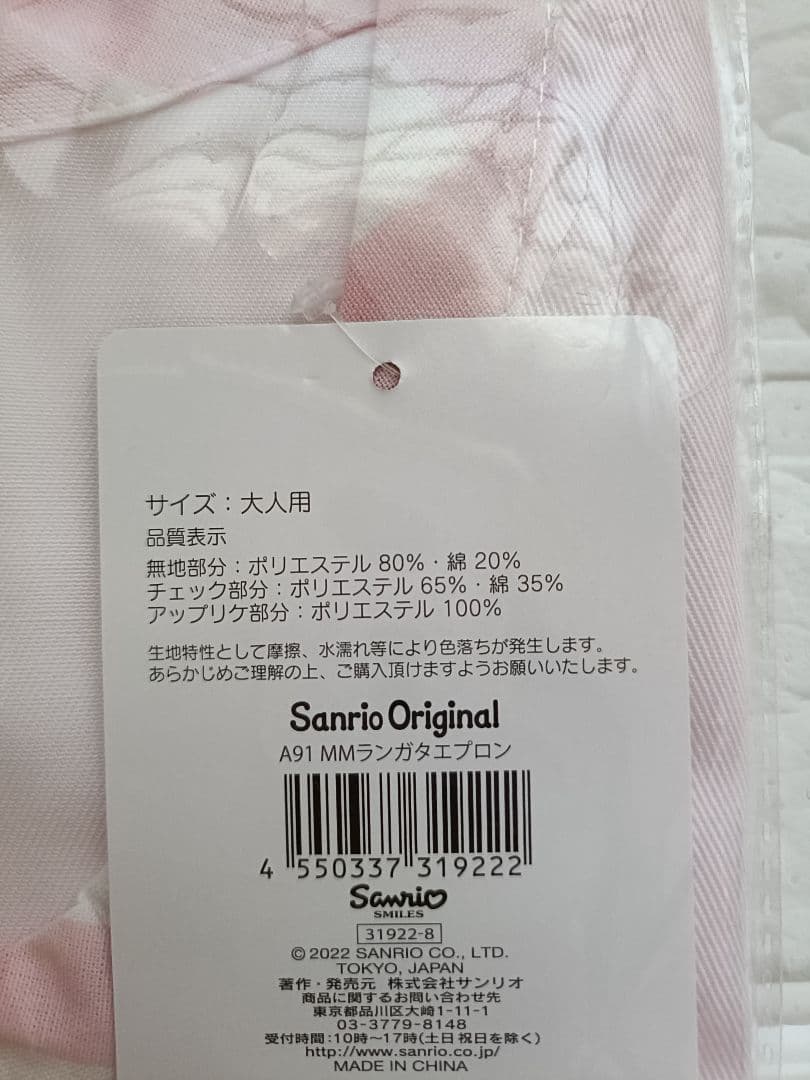 サイズ：大人用
品質表示
無地部分：ポリエステル 80%・綿 20%
チェック部分：ポリエステル 65%・綿 35%
アップリケ部分：ポリエステル 100%
生地特性として摩擦、水濡れ等により色落ちが発生します。
あらかじめご理解の上、ご購入頂けますようお願いいたします。
Sanrio Original
A91 MMランガタエプロン
4 550337 319222
Sanrio
SMILES
31922-8
© 2022 SANRIO CO., LTD.
TOKYO, JAPAN
著作・発売元 株式会社サンリオ
商品に関するお問い合わせ先
東京都品川区大崎1-11-1
03-3779-8148
受付時間：10時～17時(土日祝日を除く)
http://www.sanrio.co.jp/
MADE IN CHINA